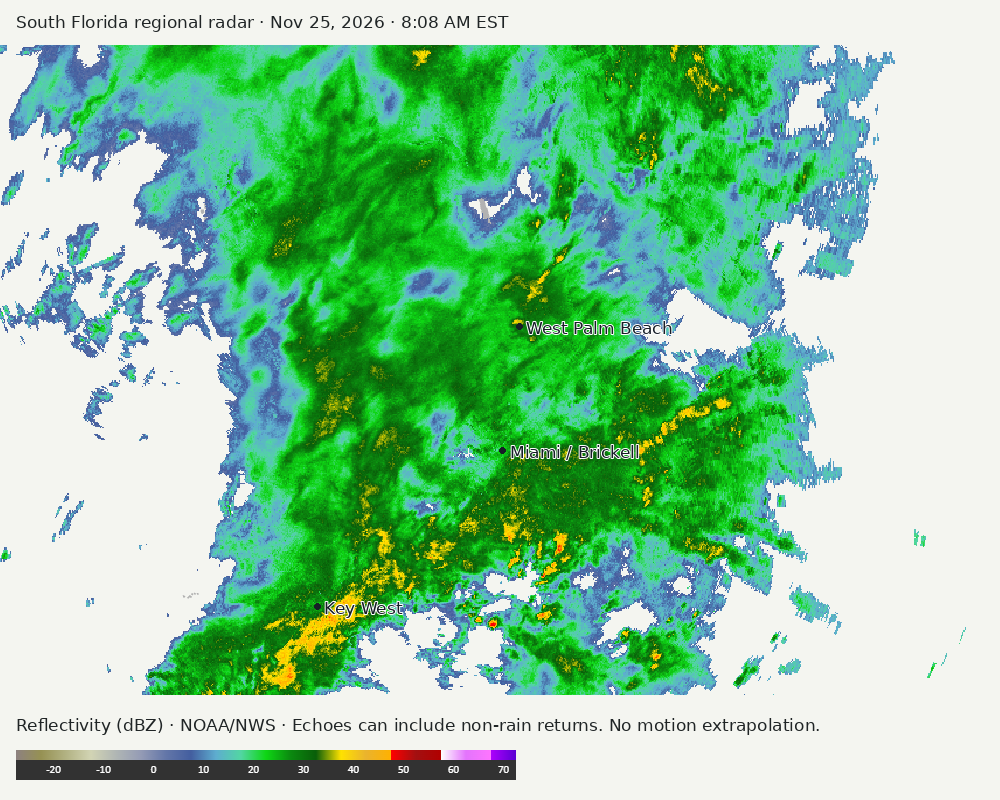 South Florida regional radar · Nov 25, 2026 · 8:08 AM EST
West Palm Beach
Miami / Brickell
Key West
Reflectivity (dBZ) · NOAA/NWS · Echoes can include non-rain returns. No motion extrapolation.
-20 -10 0 10 20 30 40 50 60 70